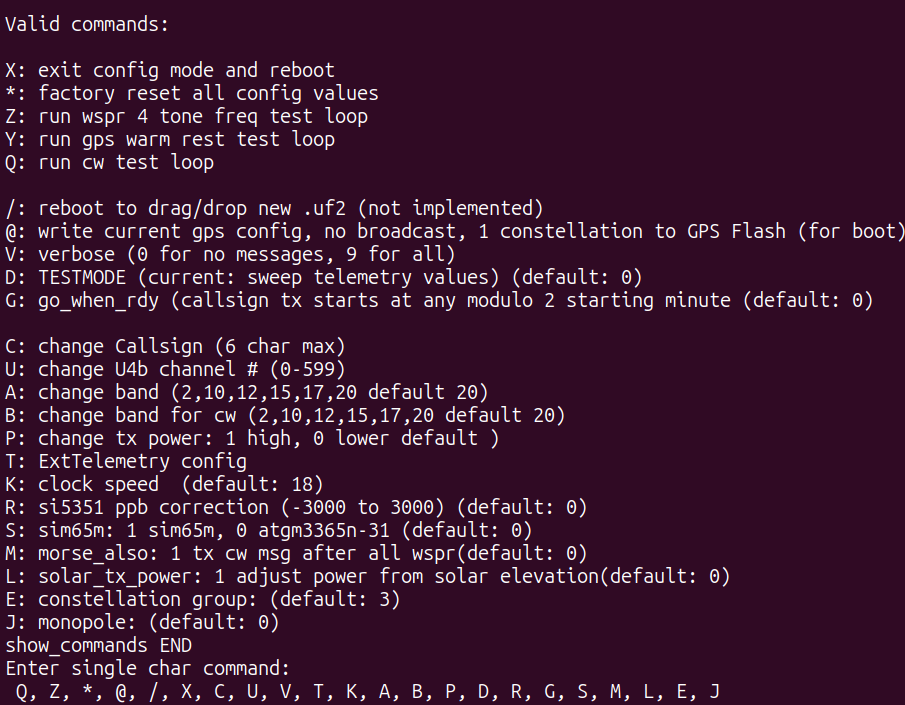 Valid commands:
X: exit config mode and reboot
*: factory reset all config values
Z: run wspr 4 tone freq test loop
Y: run gps warm rest test loop
Q: run cw test loop
/: reboot to drag/drop new .uf2 (not implemented)
@: write current gps config, no broadcast, 1 constellation to GPS Flash (for boot)
V: verbose (0 for no messages, 9 for all)
D: TESTMODE (current: sweep telemetry values) (default: 0)
G: go_when_rdy (callsign tx starts at any modulo 2 starting minute (default: 0)
C: change Callsign (6 char max)
U: change U4b channel # (0-599)
A: change band (2,10,12,15,17,20 default 20)
B: change band for cw (2,10,12,15,17,20 default 20)
P: change tx power: 1 high, 0 lower default )
T: ExtTelemetry config
K: clock speed  (default: 18)
R: si5351 ppb correction (-3000 to 3000) (default: 0)
S: sim65m: 1 sim65m, 0 atgm3365n-31 (default: 0)
M: morse_also: 1 tx cw msg after all wspr(default: 0)
L: solar_tx_power: 1 adjust power from solar elevation(default: 0)
E: constellation group: (default: 3)
J: monopole: (default: 0)
show_commands END
Enter single char command:
Q, Z, *, @, /, X, C, U, V, T, K, A, B, P, D, R, G, S, M, L, E, J